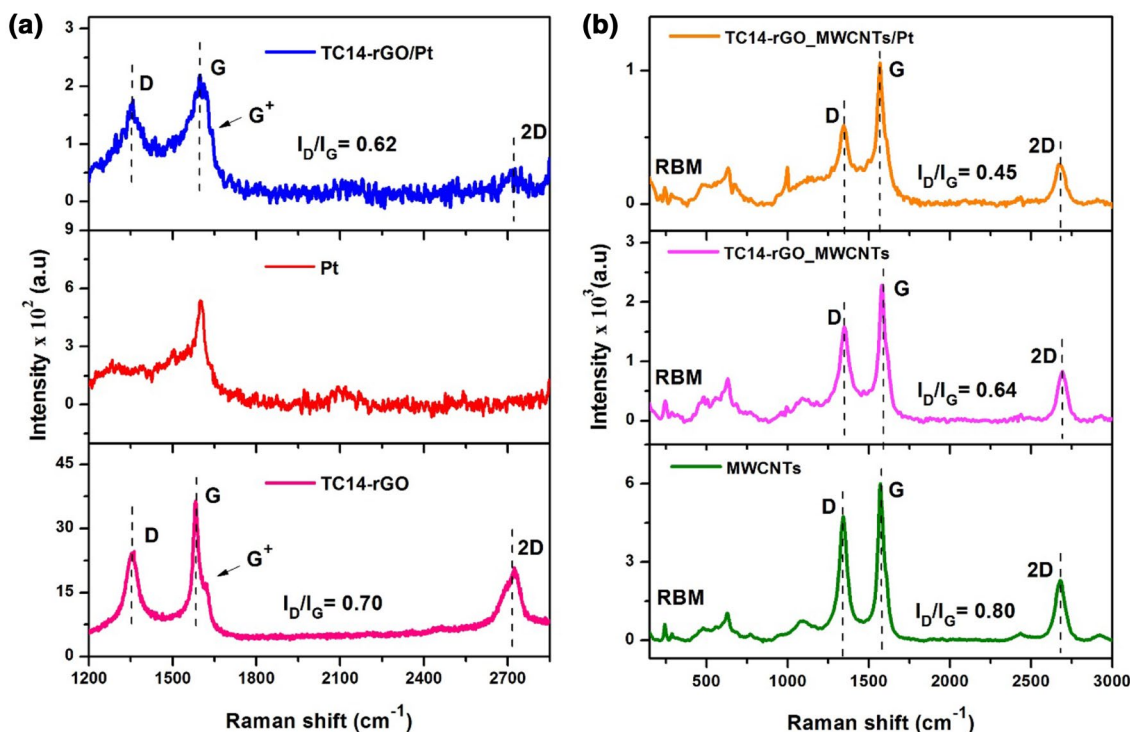 (a)
TC14-rGO/Pt
D
G
G+
ID/IG= 0.62
2D
3
2
1
0
Pt
9
6
3
0
TC14-rGO
D
G
G+
ID/IG= 0.70
2D
45
30
15
0
1200 1500 1800 2100 2400 2700
Raman shift (cm-1)
Intensity x 102 (a.u)
(b)
TC14-rGO_MWCNTs/Pt
RBM
D
G
ID/IG= 0.45
2D
1
0
TC14-rGO_MWCNTs
RBM
D
G
ID/IG= 0.64
2D
3
2
1
0
MWCNTs
RBM
D
G
ID/IG= 0.80
2D
6
3
0
500 1000 1500 2000 2500 3000
Raman shift (cm-1)
Intensity x 103 (a.u)